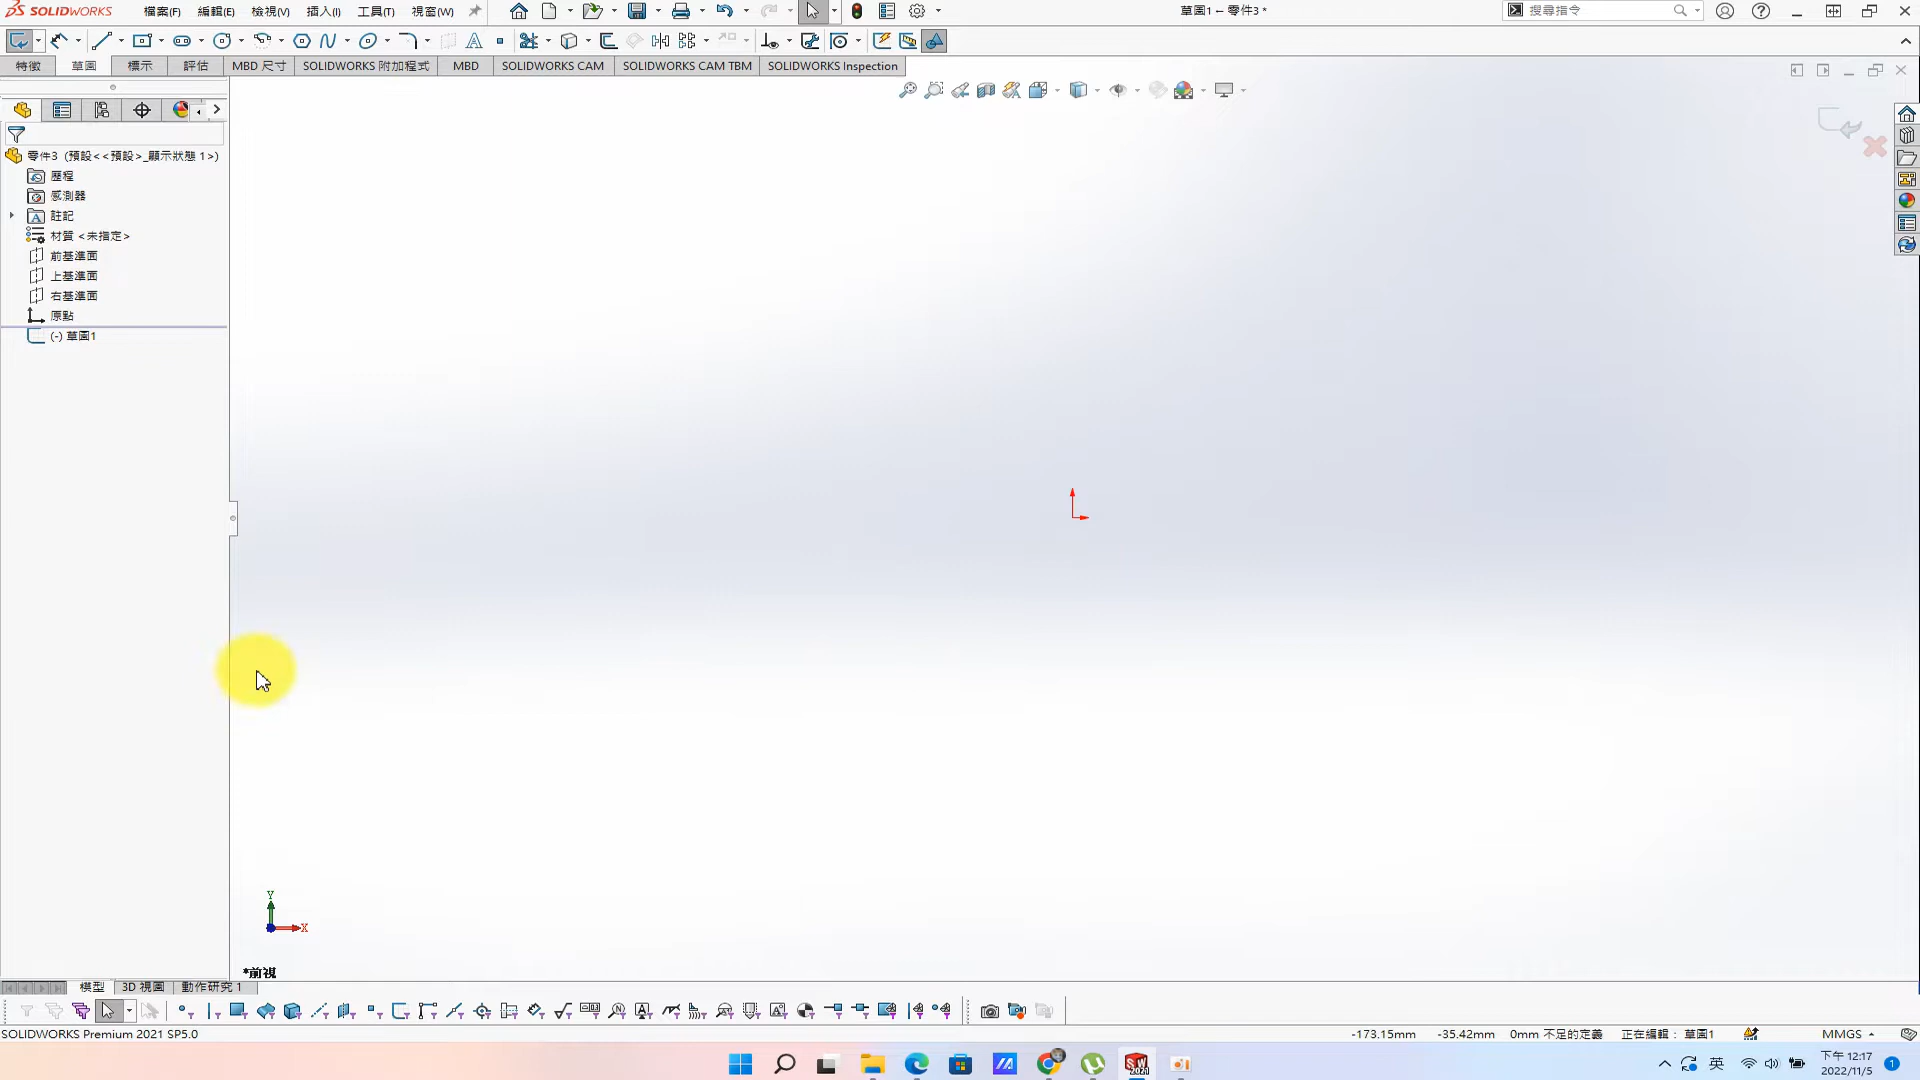 SOLIDWORKS 檔案(F) 編輯(E) 檢視(V) 插入(I) 工具(T) 視窗(W) 草圖1 – 零件3 * 搜尋指令
特徵 草圖 標示 評估 MBD 尺寸 SOLIDWORKS 附加程式 MBD SOLIDWORKS CAM SOLIDWORKS CAM TBM SOLIDWORKS Inspection
零件3 (預設<<預設>_顯示狀態 1>)
歷程
感測器
註記
材質 <未指定>
前基準面
上基準面
右基準面
原點
(-) 草圖1
Y
X
*前視
模型 3D 視圖 動作研究 1
SOLIDWORKS Premium 2021 SP5.0 -173.15mm -35.42mm 0mm 不足的定義 正在編輯： 草圖1 MMGS
英 下午 12:17
2022/11/5 1